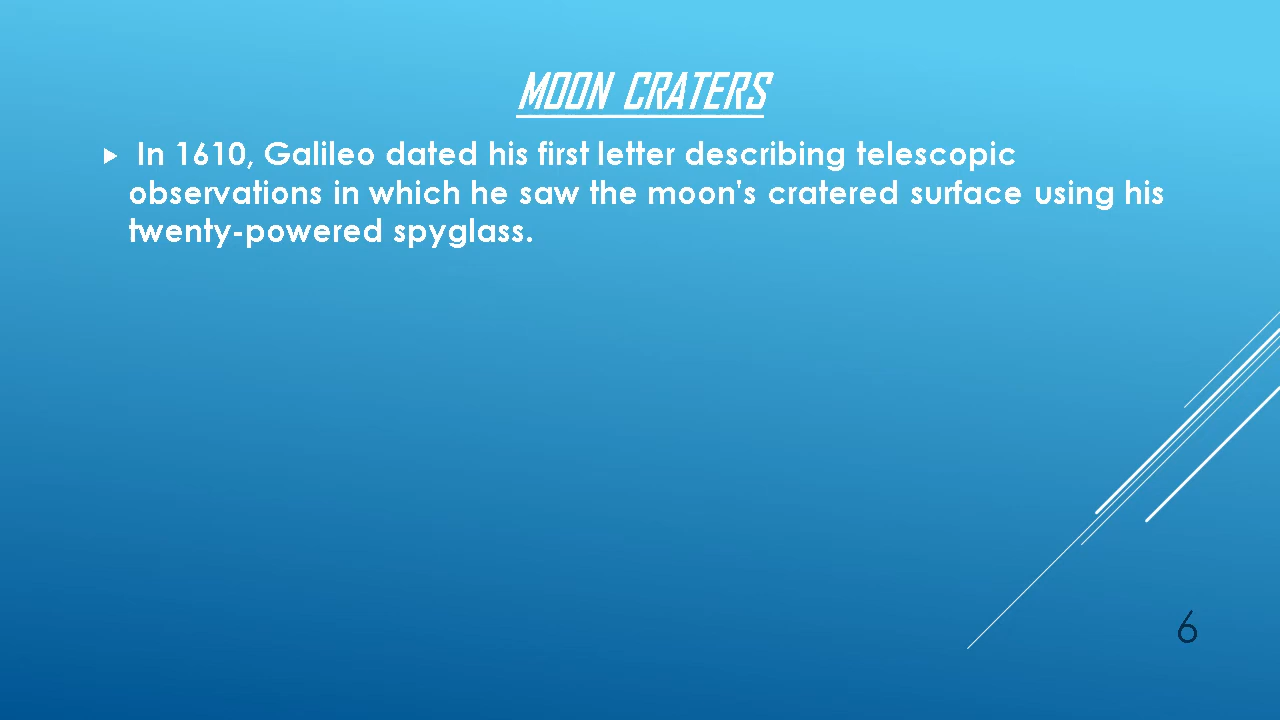 MOON CRATERS
In 1610, Galileo dated his first letter describing telescopic
observations in which he saw the moon's cratered surface using his
twenty-powered spyglass.
6